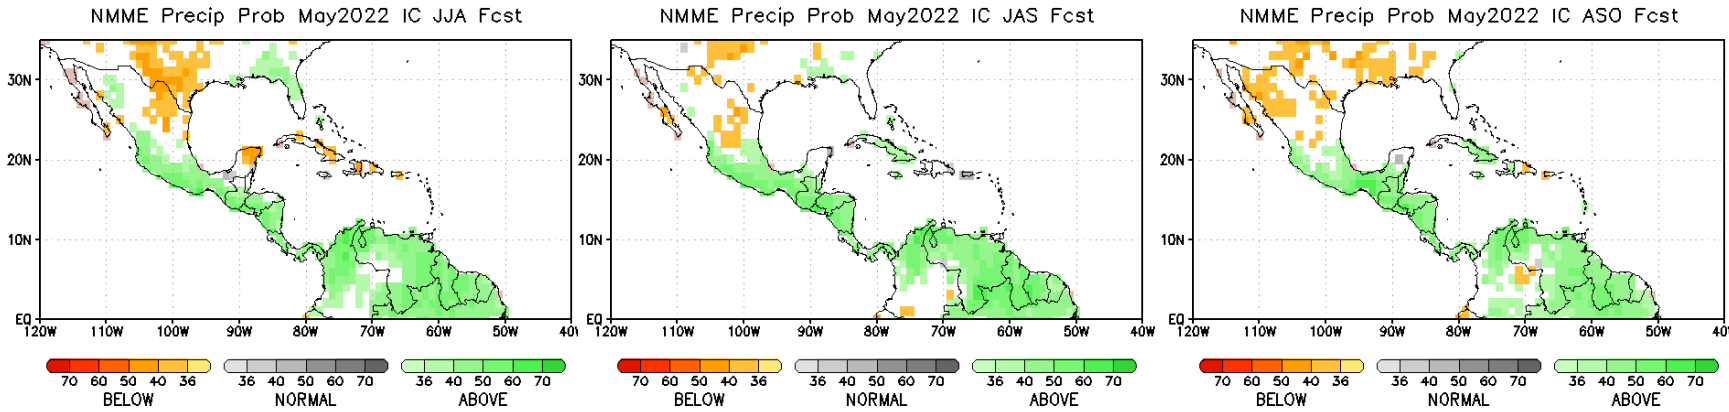 NMME Precip Prob May2022 IC JJA Fcst
30N
20N
10N
EQ
120W 110W 100W 90W 80W 70W 60W 50W 40W
70 60 50 40 36
BELOW
36 40 50 60 70
NORMAL
36 40 50 60 70
ABOVE
NMME Precip Prob May2022 IC JAS Fcst
30N
20N
10N
EQ
120W 110W 100W 90W 80W 70W 60W 50W 40W
70 60 50 40 36
BELOW
36 40 50 60 70
NORMAL
36 40 50 60 70
ABOVE
NMME Precip Prob May2022 IC ASO Fcst
30N
20N
10N
EQ
120W 110W 100W 90W 80W 70W 60W 50W 40W
70 60 50 40 36
BELOW
36 40 50 60 70
NORMAL
36 40 50 60 70
ABOVE